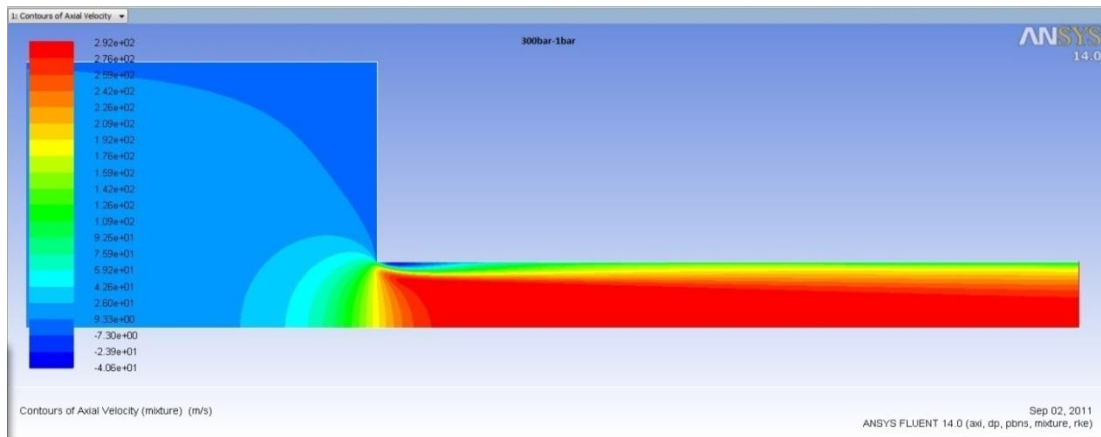 1: Contours of Axial Velocity
300bar-1bar
ANSYS
14.0
2.92e+02
2.76e+02
2.59e+02
2.42e+02
2.26e+02
2.09e+02
1.92e+02
1.76e+02
1.59e+02
1.42e+02
1.26e+02
1.09e+02
9.25e+01
7.59e+01
5.92e+01
4.26e+01
2.60e+01
9.33e+00
-7.30e+00
-2.39e+01
-4.06e+01
Contours of Axial Velocity (mixture) (m/s)
Sep 02, 2011
ANSYS FLUENT 14.0 (axi, dp, pbns, mixture, rke)